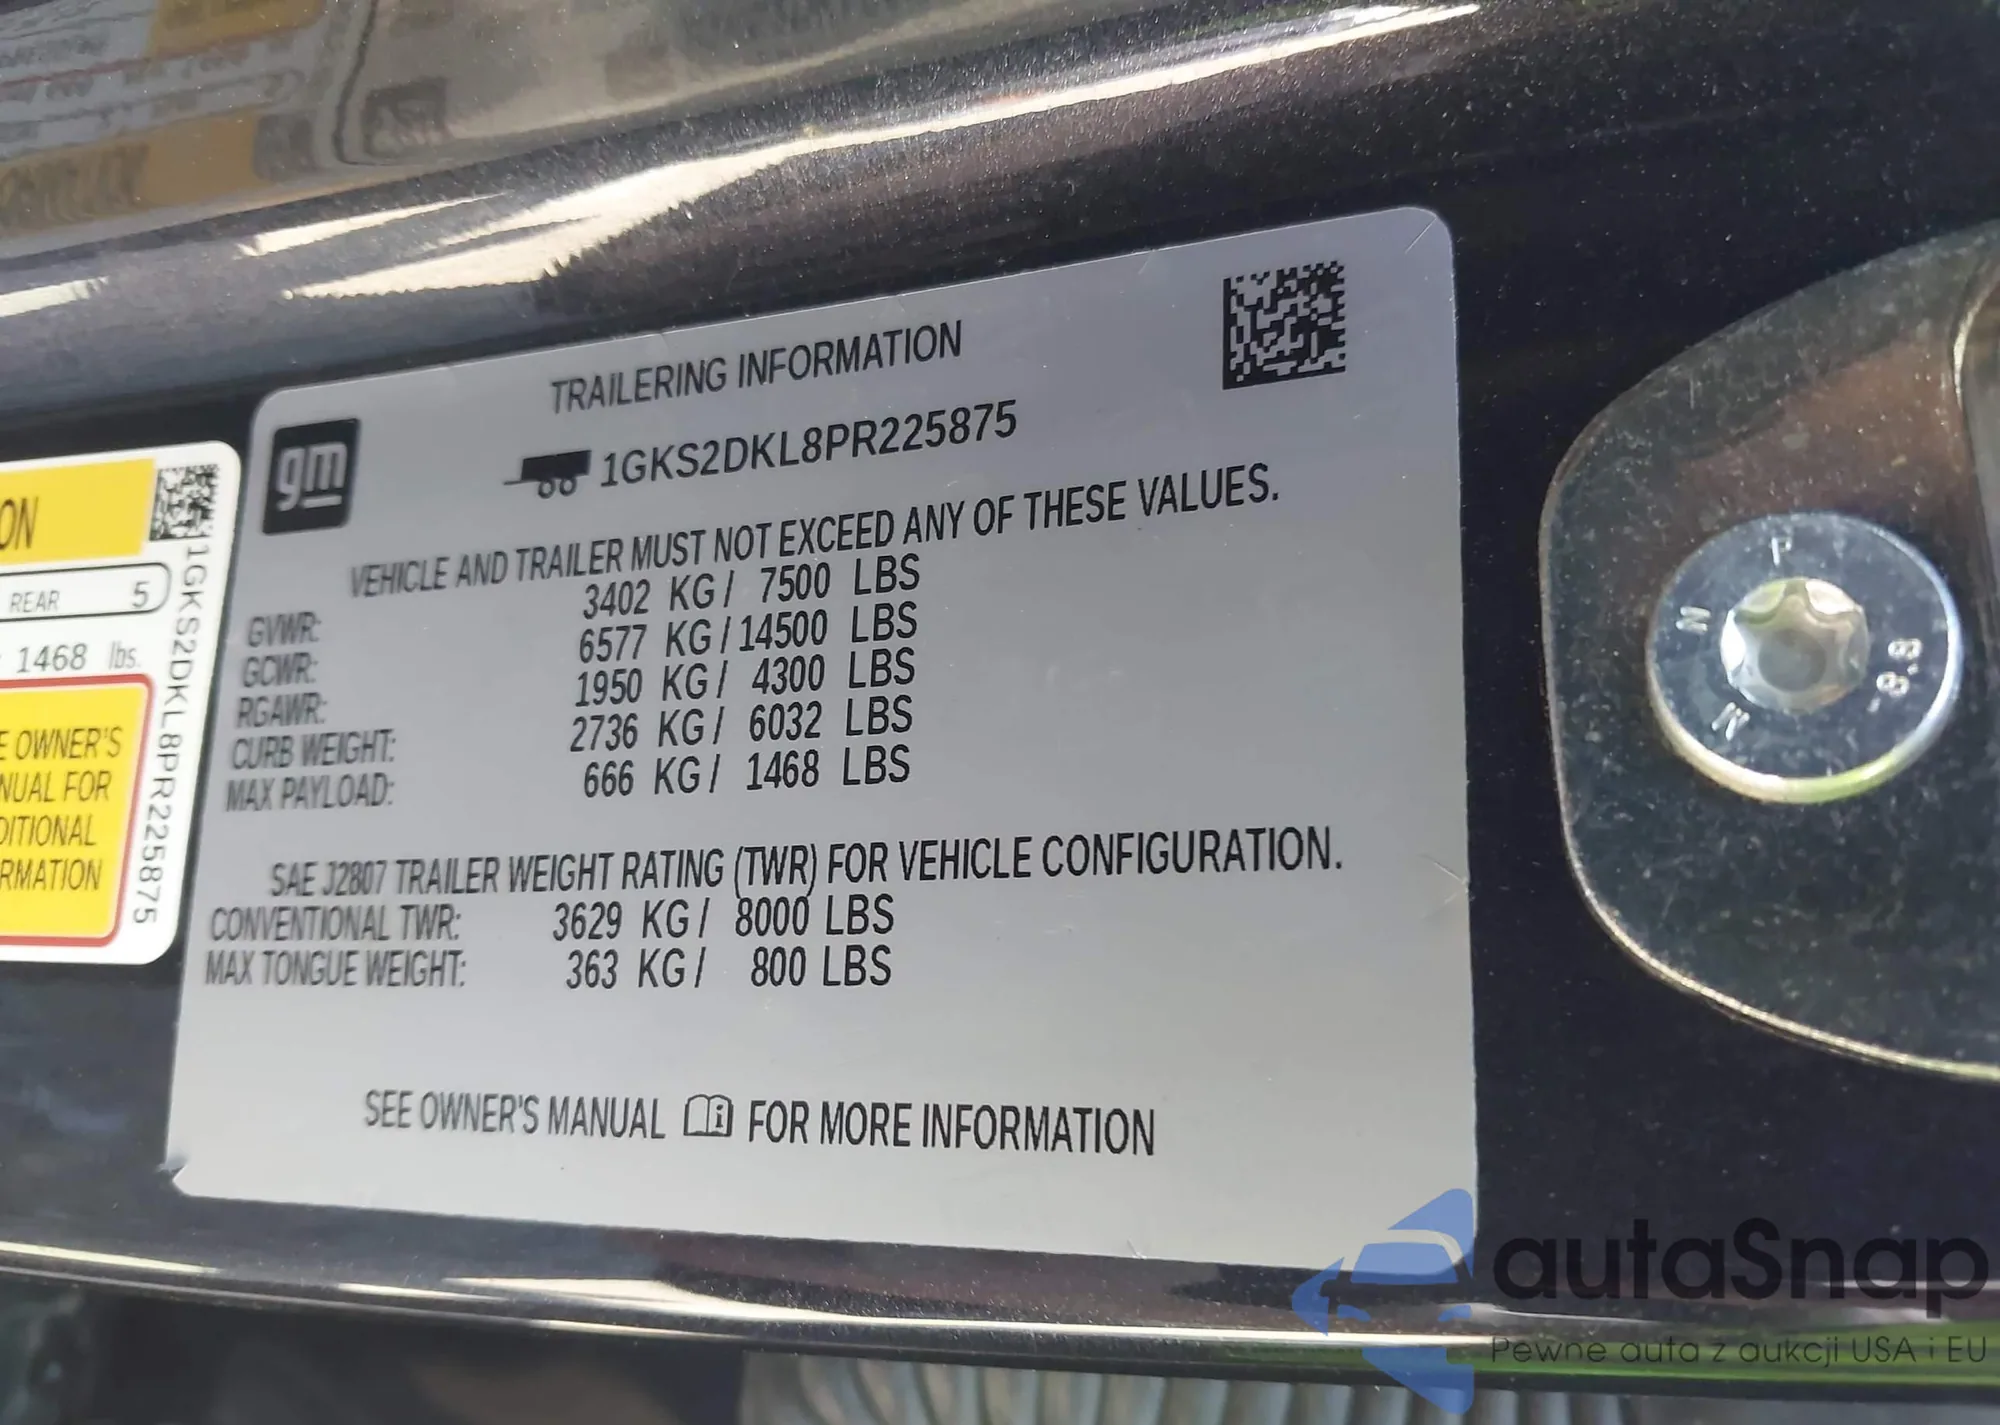 TRAILERING INFORMATION
1GKS2DKL8PR225875
gm
VEHICLE AND TRAILER MUST NOT EXCEED ANY OF THESE VALUES.
GVWR: 3402 KG / 7500 LBS
GCWR: 6577 KG / 14500 LBS
RGAWR: 1950 KG / 4300 LBS
CURB WEIGHT: 2736 KG / 6032 LBS
MAX PAYLOAD: 666 KG / 1468 LBS
SAE J2807 TRAILER WEIGHT RATING (TWR) FOR VEHICLE CONFIGURATION.
CONVENTIONAL TWR: 3629 KG / 8000 LBS
MAX TONGUE WEIGHT: 363 KG / 800 LBS
SEE OWNER'S MANUAL FOR MORE INFORMATION
ON
REAR 5
1468 lbs.
E OWNER'S
NUAL FOR
DITIONAL
RMATION
1GKS2DKL8PR225875
8.8
autaSnap
Pewne auta z aukcji USA i EU